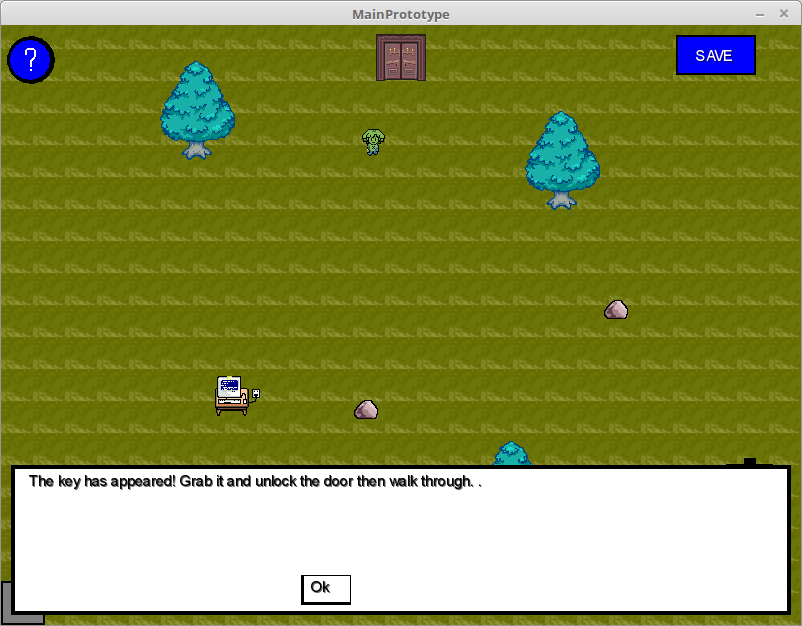 MainPrototype
?
SAVE
The key has appeared! Grab it and unlock the door then walk through. .
Ok